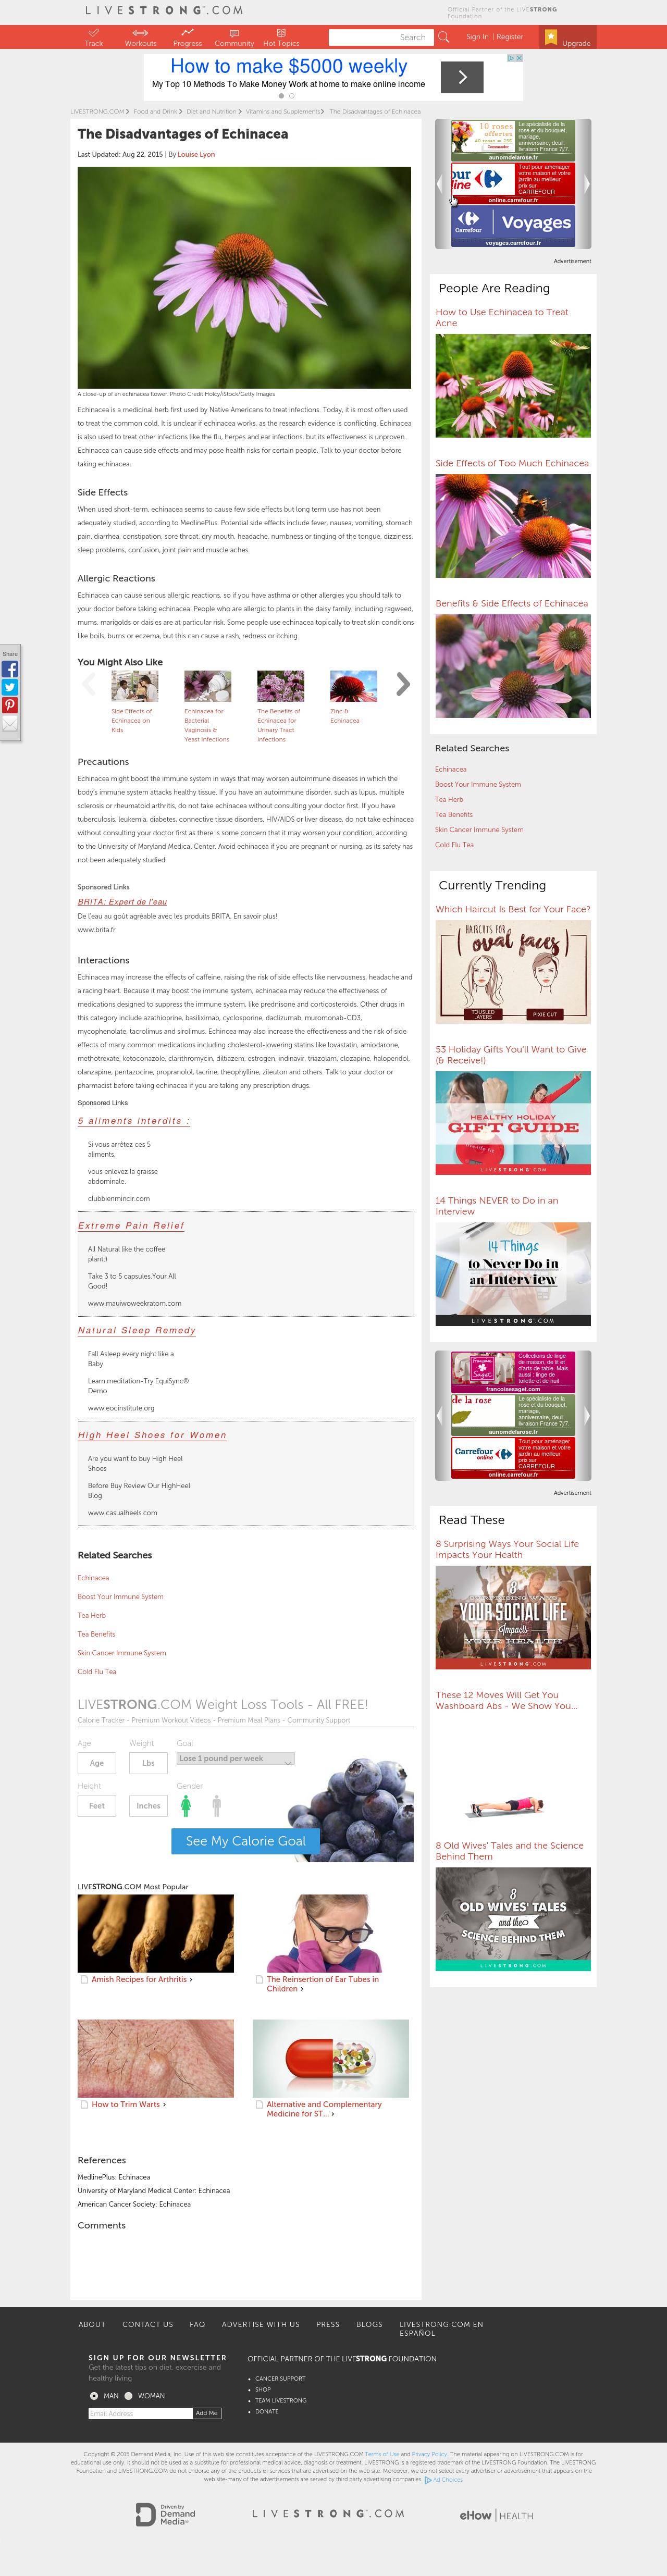 LIVESTRONG.COM
Official Partner of the LIVESTRONG
foundation
Track
Workouts
Progress
Community
Hot Topics
Search
Sign In | Register
Upgrade
How to make $5000 weekly
My Top 10 Methods To Make Money Work at home to make online income
LIVESTRONG.COM > Food and Drink > Diet and Nutrition > Vitamins and Supplements > The Disadvantages of Echinacea
The Disadvantages of Echinacea
Last Updated: Aug 22, 2015 | By Louise Lyon
A close-up of an echinacea flower. Photo Credit Holcy/iStock/Getty Images
Echinacea is a medicinal herb first used by Native Americans to treat infections. Today, it is most often used
to treat the common cold. It is unclear if echinacea works, as the research evidence is conflicting. Echinacea
is also used to treat other infections like the flu, herpes and ear infections, but its effectiveness is unproven.
Echinacea can cause side effects and may pose health risks for certain people. Talk to your doctor before
taking echinacea.
Side Effects
When used short-term, echinacea seems to cause few side effects but long term use has not been
adequately studied, according to MedlinePlus. Potential side effects include fever, nausea, vomiting, stomach
pain, diarrhea, constipation, sore throat, dry mouth, headache, numbness or tingling of the tongue, dizziness,
sleep problems, confusion, joint pain and muscle aches.
Allergic Reactions
Echinacea can cause serious allergic reactions, so if you have asthma or other allergies you should talk to
your doctor before taking echinacea. People who are allergic to plants in the daisy family, including ragweed,
mums, marigolds or daisies are at particular risk. Some people use echinacea topically to treat skin conditions
like boils, burns or eczema, but this can cause a rash, redness or itching.
You Might Also Like
Side Effects of
Echinacea on
Kids
Echinacea for
Bacterial
Vaginosis &
Yeast Infections
The Benefits of
Echinacea for
Urinary Tract
Infections
Zinc &
Echinacea
Precautions
Echinacea might boost the immune system in ways that may worsen autoimmune diseases in which the
body's immune system attacks healthy tissue. If you have an autoimmune disorder, such as lupus, multiple
sclerosis or rheumatoid arthritis, do not take echinacea without consulting your doctor first. If you have
tuberculosis, leukemia, diabetes, connective tissue disorders, HIV/AIDS or liver disease, do not take echinacea
without consulting your doctor first as there is some concern that it may worsen your condition, according
to the University of Maryland Medical Center. Avoid echinacea if you are pregnant or nursing, as its safety has
not been adequately studied.
Sponsored Links
BRITA: Expert de l'eau
De l'eau au goût agréable avec les produits BRITA. En savoir plus!
www.brita.fr
Interactions
Echinacea may increase the effects of caffeine, raising the risk of side effects like nervousness, headache and
a racing heart. Because it may boost the immune system, echinacea may reduce the effectiveness of
medications designed to suppress the immune system, like prednisone and corticosteroids. Other drugs in
this category include azathioprine, basiliximab, cyclosporine, daclizumab, muromonab-CD3,
mycophenolate, tacrolimus and sirolimus. Echincea may also increase the effectiveness and the risk of side
effects of many common medications including cholesterol-lowering statins like lovastatin, amiodarone,
methotrexate, ketoconazole, clarithromycin, diltiazem, estrogen, indinavir, triazolam, clozapine, haloperidol,
olanzapine, pentazocine, propranolol, tacrine, theophylline, zileuton and others. Talk to your doctor or
pharmacist before taking echinacea if you are taking any prescription drugs.
Sponsored Links
5 aliments interdits :
Si vous arrêtez ces 5
aliments,
vous enlevez la graisse
abdominale.
clubbienmincir.com
Extreme Pain Relief
All Natural like the coffee
plant:)
Take 3 to 5 capsules.Your All
Good!
www.mauiwoweekratom.com
Natural Sleep Remedy
Fall Asleep every night like a
Baby
Learn meditation-Try EquiSync®
Demo
www.eocinstitute.org
High Heel Shoes for Women
Are you want to buy High Heel
Shoes
Before Buy Review Our HighHeel
Blog
www.casualheels.com
Related Searches
Echinacea
Boost Your Immune System
Tea Herb
Tea Benefits
Skin Cancer Immune System
Cold Flu Tea
LIVESTRONG.COM Weight Loss Tools - All FREE!
Calorie Tracker - Premium Workout Videos - Premium Meal Plans - Community Support
Age
Weight
Goal
Age
Lbs
Lose 1 pound per week
Height
Gender
Feet
Inches
See My Calorie Goal
LIVESTRONG.COM Most Popular
Amish Recipes for Arthritis ›
The Reinsertion of Ear Tubes in
Children ›
How to Trim Warts ›
Alternative and Complementary
Medicine for ST... ›
References
MedlinePlus: Echinacea
University of Maryland Medical Center: Echinacea
American Cancer Society: Echinacea
Comments
Share
10 roses
offertes
Le spécialiste de la
rose et du bouquet,
mariage,
anniversaire, deuil,
livraison France 7j/7.
aunomdelarose.fr
Carrefour
Tout pour aménager
votre maison et votre
jardin au meilleur
prix sur
CARREFOUR
online.carrefour.fr
Carrefour
Voyages
voyages.carrefour.fr
Advertisement
People Are Reading
How to Use Echinacea to Treat
Acne
Side Effects of Too Much Echinacea
Benefits & Side Effects of Echinacea
Related Searches
Echinacea
Boost Your Immune System
Tea Herb
Tea Benefits
Skin Cancer Immune System
Cold Flu Tea
Currently Trending
Which Haircut Is Best for Your Face?
HAIRCUTS FOR
oval faces
TOUSLED
LAYERS
PIXIE CUT
53 Holiday Gifts You'll Want to Give
(& Receive!)
HEALTHY HOLIDAY
GIFT GUIDE
LIVESTRONG.COM
14 Things NEVER to Do in an
Interview
14 Things
to Never Do in
an Interview
LIVESTRONG.COM
Françoise
Saget
Collections de linge
de maison, de lit et
d'arts de table. Mais
aussi : linge de
toilette et de nuit
francoisesaget.com
de la rose
Le spécialiste de la
rose et du bouquet,
mariage,
anniversaire, deuil,
livraison France 7j/7.
aunomdelarose.fr
Carrefour
online
Tout pour aménager
votre maison et votre
jardin au meilleur
prix sur
CARREFOUR
online.carrefour.fr
Advertisement
Read These
8 Surprising Ways Your Social Life
Impacts Your Health
8
SURPRISING WAYS
YOUR SOCIAL LIFE
Impacts
YOUR HEALTH
LIVESTRONG.COM
These 12 Moves Will Get You
Washboard Abs - We Show You...
8 Old Wives' Tales and the Science
Behind Them
8
OLD WIVES' TALES
and the
SCIENCE BEHIND THEM
LIVESTRONG.COM
ABOUT
CONTACT US
FAQ
ADVERTISE WITH US
PRESS
BLOGS
LIVESTRONG.COM EN
ESPAÑOL
SIGN UP FOR OUR NEWSLETTER
Get the latest tips on diet, excercise and
healthy living
MAN
WOMAN
Email Address
Add Me
OFFICIAL PARTNER OF THE LIVESTRONG FOUNDATION
CANCER SUPPORT
SHOP
TEAM LIVESTRONG
DONATE
Copyright © 2015 Demand Media, Inc. Use of this web site constitutes acceptance of the LIVESTRONG.COM Terms of Use and Privacy Policy. The material appearing on LIVESTRONG.COM is for
educational use only. It should not be used as a substitute for professional medical advice, diagnosis or treatment. LIVESTRONG is a registered trademark of the LIVESTRONG Foundation. The LIVESTRONG
Foundation and LIVESTRONG.COM do not endorse any of the products or services that are advertised on the web site. Moreover, we do not select every advertiser or advertisement that appears on the
web site-many of the advertisements are served by third party advertising companies. Ad Choices
Driven by
Demand
Media
LIVESTRONG.COM
eHow HEALTH